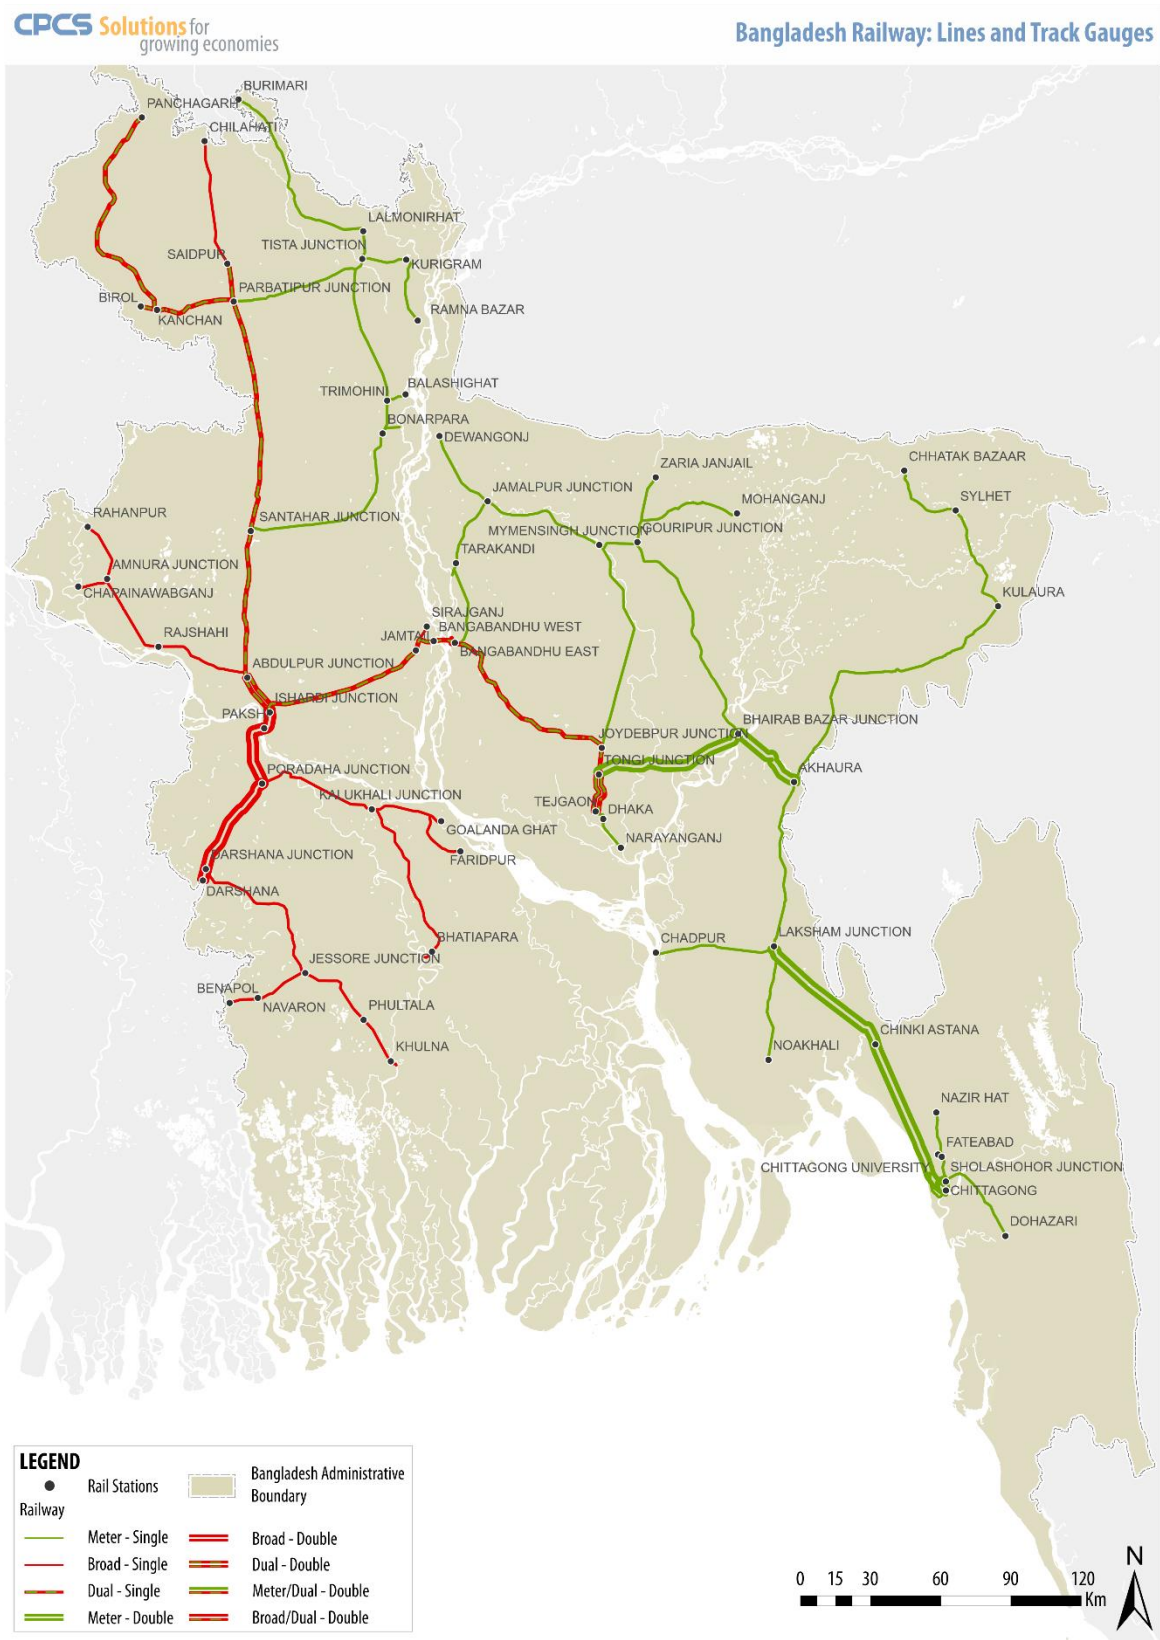 CPCS Solutions for
growing economies
Bangladesh Railway: Lines and Track Gauges
BURIMARI
PANCHAGARH
CHILAHATI
LALMONIRHAT
TISTA JUNCTION
SAIDPUR
KURIGRAM
PARBATIPUR JUNCTION
BIROL
KANCHAN
RAMNA BAZAR
TRIMOHINI
BALASHIGHAT
BONARPARA
DEWANGONJ
ZARIA JANJAIL
CHHATAK BAZAAR
JAMALPUR JUNCTION
MOHANGANJ
SYLHET
RAHANPUR
SANTAHAR JUNCTION
MYMENSINGH JUNCTION
GOURIPUR JUNCTION
TARAKANDI
AMNURA JUNCTION
CHAPAINAWABGANJ
KULAURA
SIRAJGANJ
RAJSHAHI
JAMTAIL
BANGABANDHU WEST
BANGABANDHU EAST
ABDULPUR JUNCTION
ISHARDI JUNCTION
PAKSHI
BHAIRAB BAZAR JUNCTION
JOYDEBPUR JUNCTION
TONGI JUNCTION
AKHAURA
PORADAHA JUNCTION
KALUKHALI JUNCTION
TEJGAON
DHAKA
GOALANDA GHAT
NARAYANGANJ
FARIDPUR
DARSHANA JUNCTION
DARSHANA
BHATIAPARA
CHADPUR
LAKSHAM JUNCTION
JESSORE JUNCTION
BENAPOL
NAVARON
PHULTALA
KHULNA
CHINKI ASTANA
NOAKHALI
NAZIR HAT
FATEABAD
CHITTAGONG UNIVERSITY
SHOLASHOHOR JUNCTION
CHITTAGONG
DOHAZARI
LEGEND
Rail Stations
Bangladesh Administrative
Boundary
Railway
Meter - Single
Broad - Double
Broad - Single
Dual - Double
Dual - Single
Meter/Dual - Double
Meter - Double
Broad/Dual - Double
N
0 15 30 60 90 120
Km